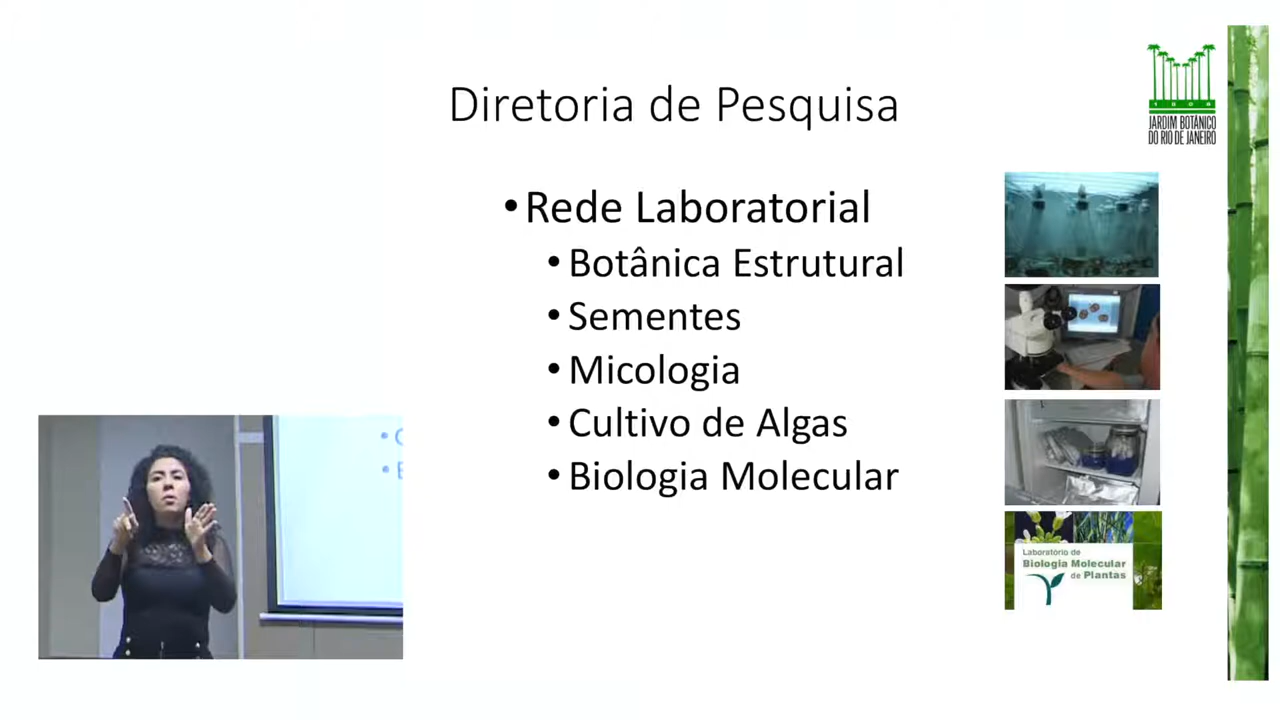 Diretoria de Pesquisa
1808
JARDIM BOTÂNICO
DO RIO DE JANEIRO
• Rede Laboratorial
• Botânica Estrutural
• Sementes
• Micologia
• Cultivo de Algas
• Biologia Molecular
Laboratório de
Biologia Molecular
de Plantas